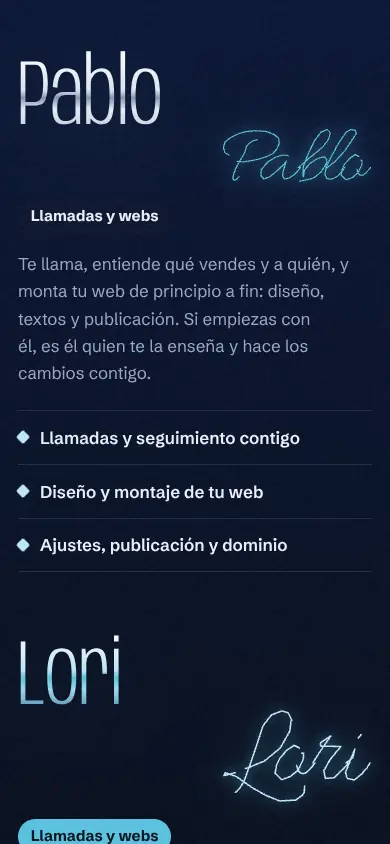 Pablo
Pablo
Llamadas y webs
Te llama, entiende qué vendes y a quién, y
monta tu web de principio a fin: diseño,
textos y publicación. Si empiezas con
él, es él quien te la enseña y hace los
cambios contigo.
Llamadas y seguimiento contigo
Diseño y montaje de tu web
Ajustes, publicación y dominio
Lori
Lori
Llamadas y webs